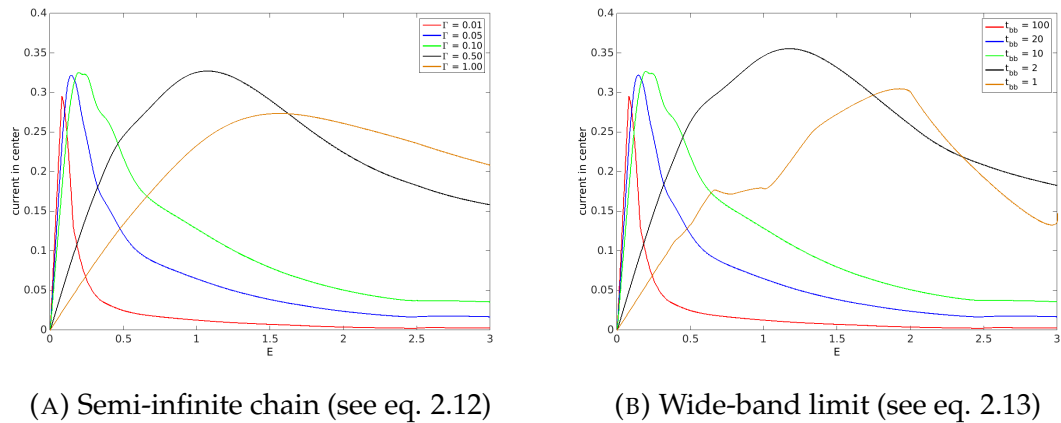 0.4
0.35
0.3
0.25
0.2
0.15
0.1
0.05
0
current in center
0 0.5 1 1.5 2 2.5 3
E
Γ = 0.01
Γ = 0.05
Γ = 0.10
Γ = 0.50
Γ = 1.00
(A) Semi-infinite chain (see eq. 2.12)
0.4
0.35
0.3
0.25
0.2
0.15
0.1
0.05
0
current in center
0 0.5 1 1.5 2 2.5 3
E
t_bb = 100
t_bb = 20
t_bb = 10
t_bb = 2
t_bb = 1
(B) Wide-band limit (see eq. 2.13)